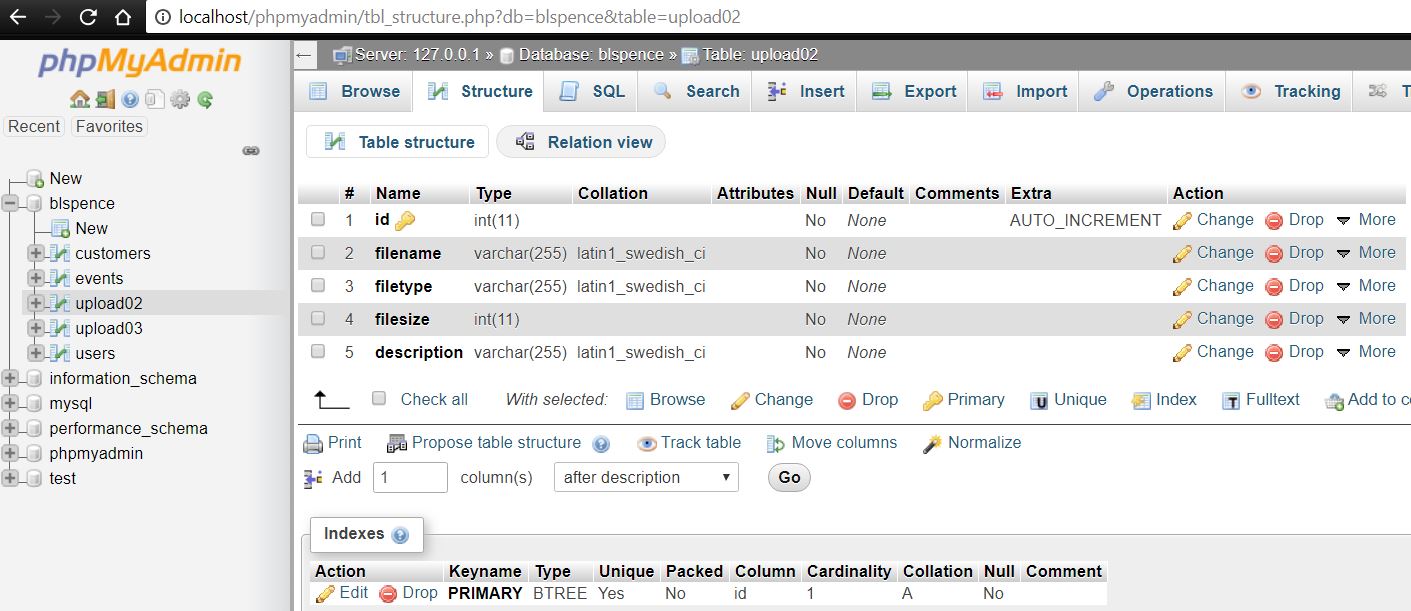 localhost/phpmyadmin/tbl_structure.php?db=blspence&table=upload02
phpMyAdmin
Recent Favorites
New
blspence
New
customers
events
upload02
upload03
users
information_schema
mysql
performance_schema
phpmyadmin
test
Server: 127.0.0.1 » Database: blspence » Table: upload02
Browse Structure SQL Search Insert Export Import Operations Tracking T
Table structure Relation view
# Name Type Collation Attributes Null Default Comments Extra Action
1 id int(11) No None AUTO_INCREMENT Change Drop More
2 filename varchar(255) latin1_swedish_ci No None Change Drop More
3 filetype varchar(255) latin1_swedish_ci No None Change Drop More
4 filesize int(11) No None Change Drop More
5 description varchar(255) latin1_swedish_ci No None Change Drop More
Check all With selected: Browse Change Drop Primary U Unique Index T Fulltext Add to c
Print Propose table structure Track table Move columns Normalize
Add 1 column(s) after description Go
Indexes
Action Keyname Type Unique Packed Column Cardinality Collation Null Comment
Edit Drop PRIMARY BTREE Yes No id 1 A No